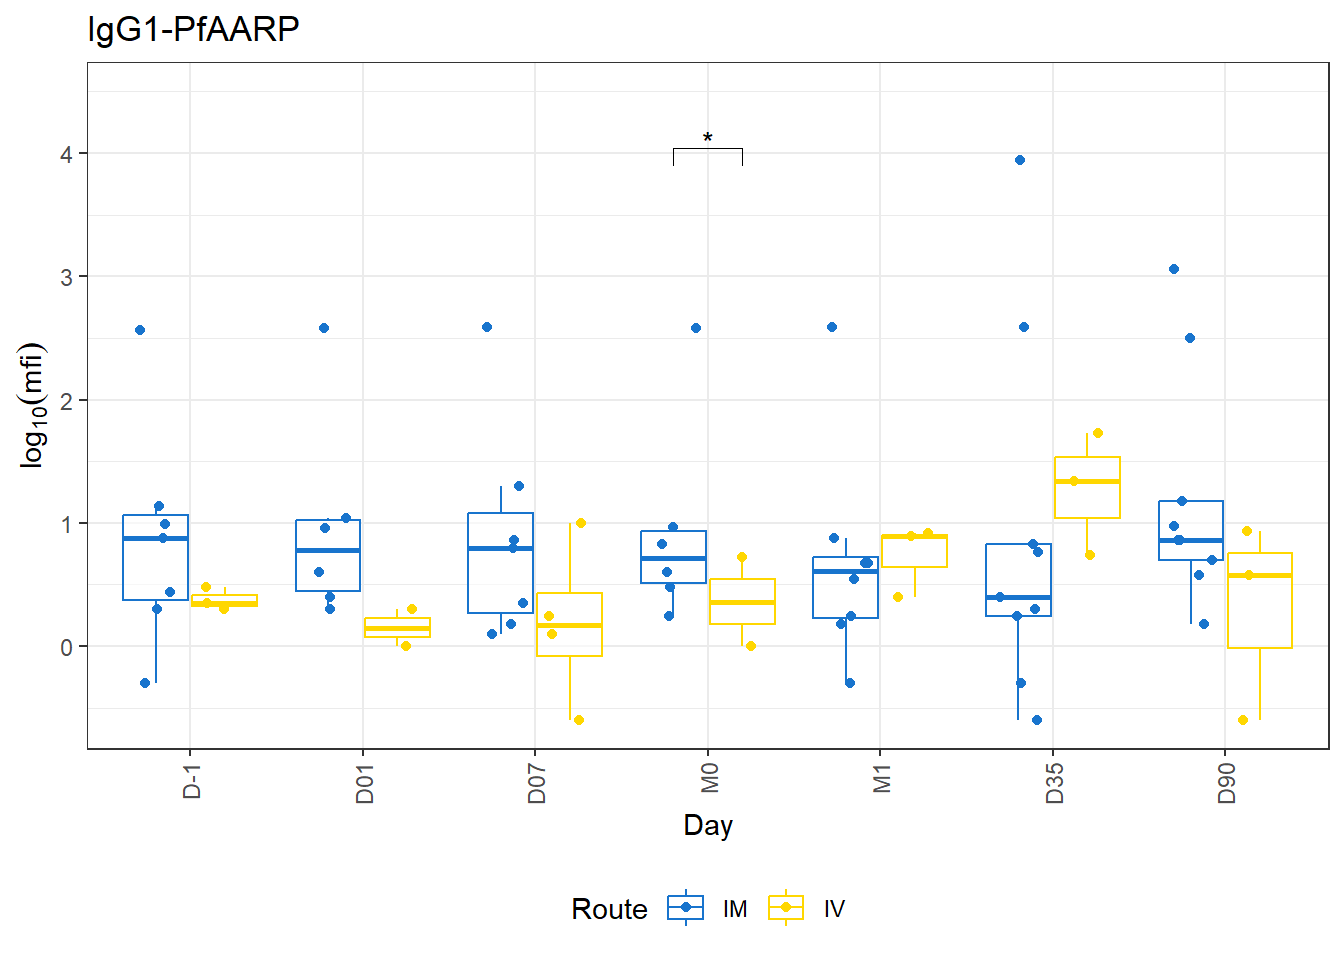 IgG1-PfAARP
*
4
3
2
1
0
log10(mfi)
D-1
D01
D07
M0
M1
D35
D90
Day
Route IM IV